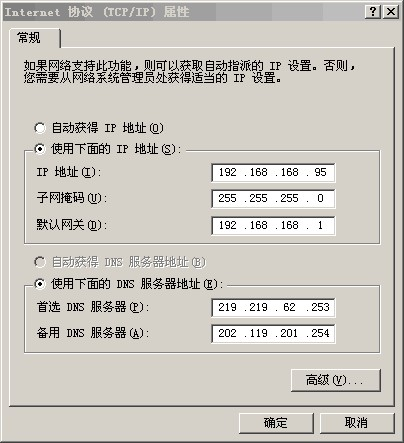 Internet 协议 (TCP/IP) 属性
常规
如果网络支持此功能,则可以获取自动指派的 IP 设置。否则,
您需要从网络系统管理员处获得适当的 IP 设置。
自动获得 IP 地址(O)
使用下面的 IP 地址(S):
IP 地址(I): 192 .168 .168 .95
子网掩码(U): 255 .255 .255 .0
默认网关(D): 192 .168 .168 .1
自动获得 DNS 服务器地址(B)
使用下面的 DNS 服务器地址(E):
首选 DNS 服务器(P): 219 .219 .62 .253
备用 DNS 服务器(A): 202 .119 .201 .254
高级(V)...
确定 取消